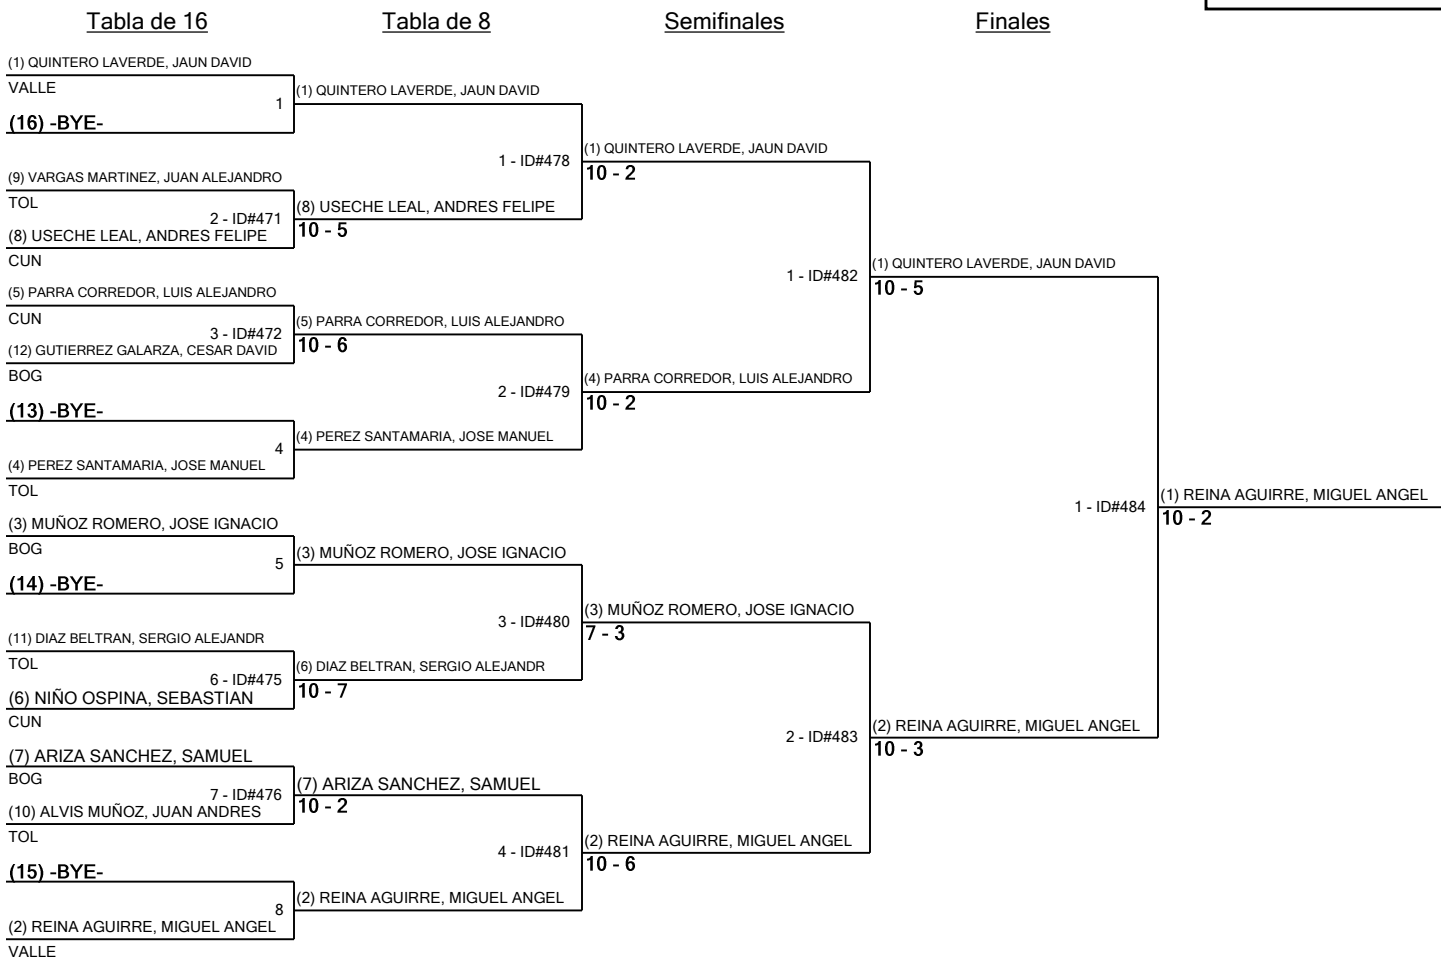 Tabla de 16
Tabla de 8
Semifinales
Finales
(1) QUINTERO LAVERDE, JAUN DAVID
VALLE
1
(16) -BYE-
(9) VARGAS MARTINEZ, JUAN ALEJANDRO
TOL
2 - ID#471
(8) USECHE LEAL, ANDRES FELIPE
CUN
(5) PARRA CORREDOR, LUIS ALEJANDRO
CUN
3 - ID#472
(12) GUTIERREZ GALARZA, CESAR DAVID
BOG
(13) -BYE-
4
(4) PEREZ SANTAMARIA, JOSE MANUEL
TOL
(3) MUÑOZ ROMERO, JOSE IGNACIO
BOG
5
(14) -BYE-
(11) DIAZ BELTRAN, SERGIO ALEJANDR
TOL
6 - ID#475
(6) NIÑO OSPINA, SEBASTIAN
CUN
(7) ARIZA SANCHEZ, SAMUEL
BOG
7 - ID#476
(10) ALVIS MUÑOZ, JUAN ANDRES
TOL
(15) -BYE-
8
(2) REINA AGUIRRE, MIGUEL ANGEL
VALLE
(1) QUINTERO LAVERDE, JAUN DAVID
1 - ID#478
(8) USECHE LEAL, ANDRES FELIPE
10 - 5
(5) PARRA CORREDOR, LUIS ALEJANDRO
10 - 6
2 - ID#479
(4) PEREZ SANTAMARIA, JOSE MANUEL
(3) MUÑOZ ROMERO, JOSE IGNACIO
3 - ID#480
(6) DIAZ BELTRAN, SERGIO ALEJANDR
10 - 7
(7) ARIZA SANCHEZ, SAMUEL
10 - 2
4 - ID#481
(2) REINA AGUIRRE, MIGUEL ANGEL
(1) QUINTERO LAVERDE, JAUN DAVID
10 - 2
1 - ID#482
(4) PARRA CORREDOR, LUIS ALEJANDRO
10 - 2
(3) MUÑOZ ROMERO, JOSE IGNACIO
7 - 3
2 - ID#483
(2) REINA AGUIRRE, MIGUEL ANGEL
10 - 6
(1) QUINTERO LAVERDE, JAUN DAVID
10 - 5
1 - ID#484
(2) REINA AGUIRRE, MIGUEL ANGEL
10 - 3
(1) REINA AGUIRRE, MIGUEL ANGEL
10 - 2